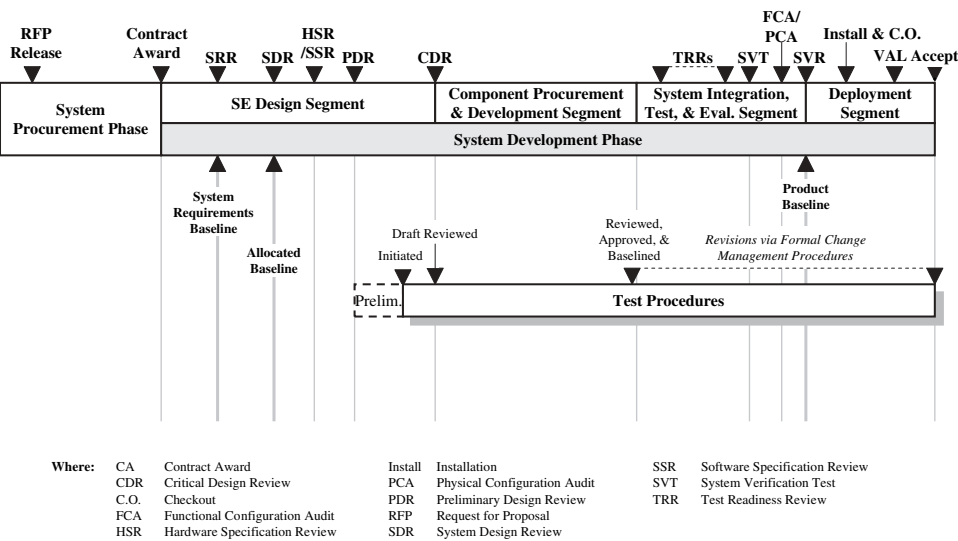 RFP
Release
Contract
Award
SRR
SDR
HSR
/SSR
PDR
CDR
TRRs
SVT
FCA/
PCA
SVR
Install & C.O.
VAL Accept
System
Procurement Phase
SE Design Segment
Component Procurement
& Development Segment
System Integration,
Test, & Eval. Segment
Deployment
Segment
System Development Phase
System
Requirements
Baseline
Allocated
Baseline
Product
Baseline
Initiated
Draft Reviewed
Reviewed,
Approved, &
Baselined
Revisions via Formal Change
Management Procedures
Prelim.
Test Procedures
Where:
CA Contract Award
CDR Critical Design Review
C.O. Checkout
FCA Functional Configuration Audit
HSR Hardware Specification Review
Install Installation
PCA Physical Configuration Audit
PDR Preliminary Design Review
RFP Request for Proposal
SDR System Design Review
SSR Software Specification Review
SVT System Verification Test
TRR Test Readiness Review